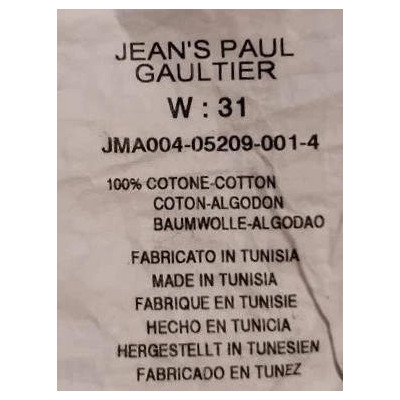 JEAN'S PAUL
GAULTIER
W : 31
JMA004-05209-001-4
100% COTONE-COTTON
COTON-ALGODON
BAUMWOLLE-ALGODAO
FABRICATO IN TUNISIA
MADE IN TUNISIA
FABRIQUE EN TUNISIE
HECHO EN TUNICIA
HERGESTELLT IN TUNESIEN
FABRICADO EN TUNEZ